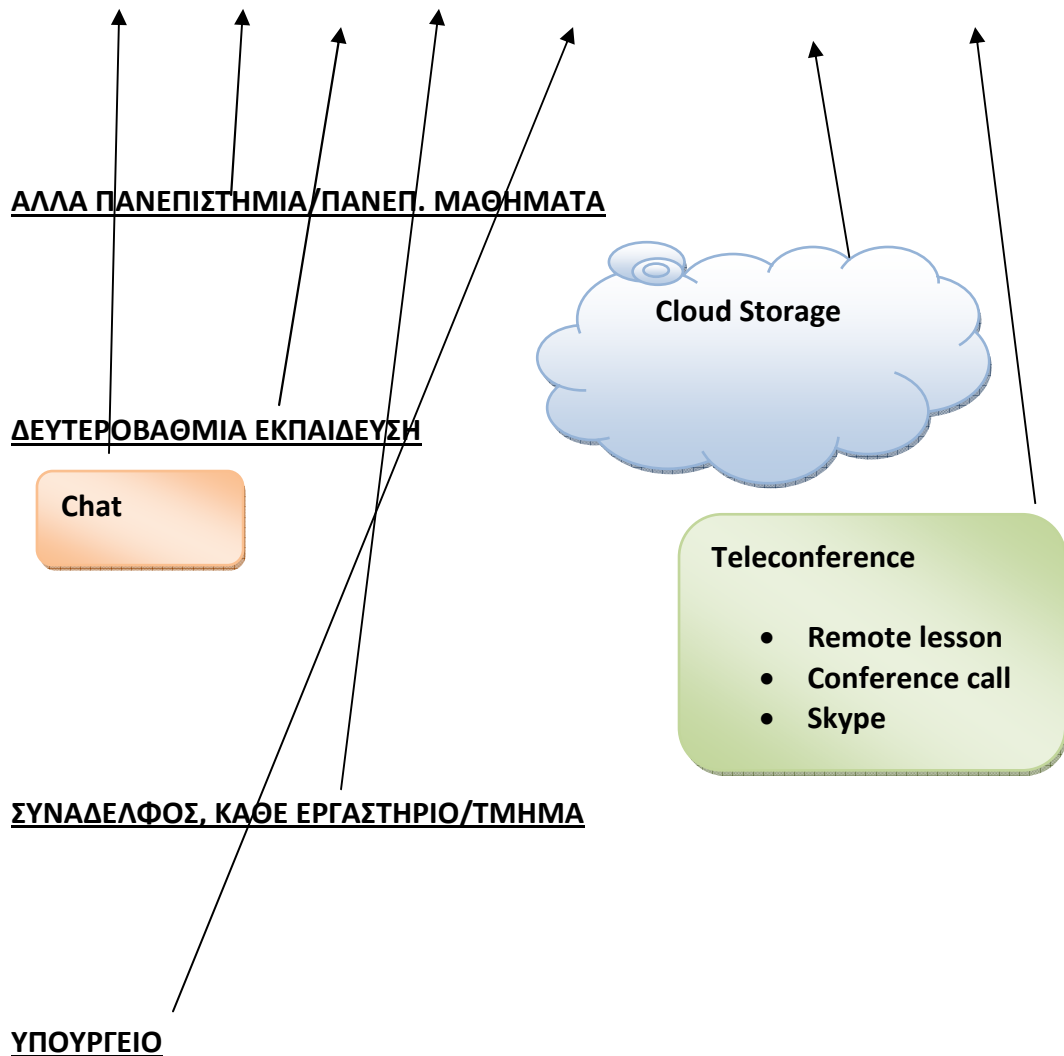 ΑΛΛΑ ΠΑΝΕΠΙΣΤΗΜΙΑ/ΠΑΝΕΠ. ΜΑΘΗΜΑΤΑ
Cloud Storage
ΔΕΥΤΕΡΟΒΑΘΜΙΑ ΕΚΠΑΙΔΕΥΣΗ
Chat
Teleconference
• Remote lesson
• Conference call
• Skype
ΣΥΝΑΔΕΛΦΟΣ, ΚΑΘΕ ΕΡΓΑΣΤΗΡΙΟ/ΤΜΗΜΑ
ΥΠΟΥΡΓΕΙΟ